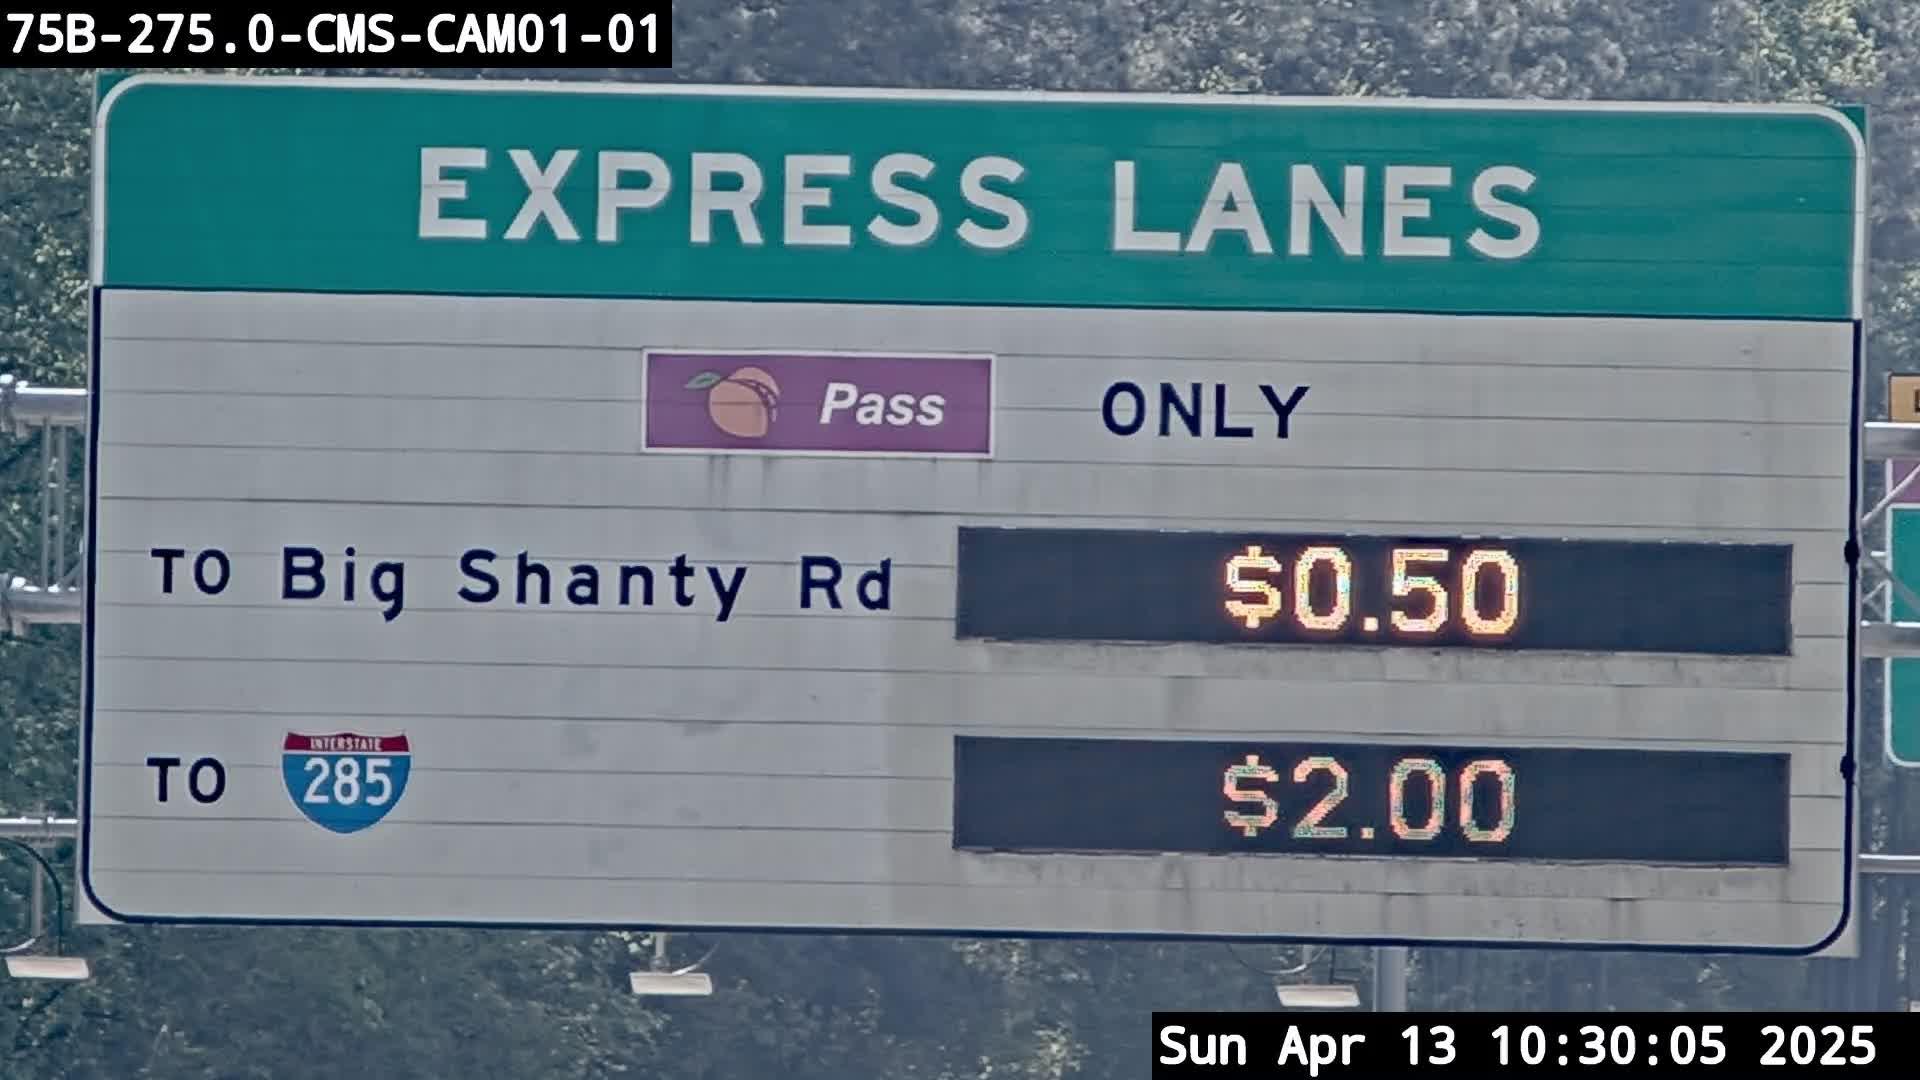 75B-275.0-CMS-CAM01-01
EXPRESS LANES
Pass ONLY
TO Big Shanty Rd $0.50
TO INTERSTATE 285 $2.00
Sun Apr 13 10:30:05 2025